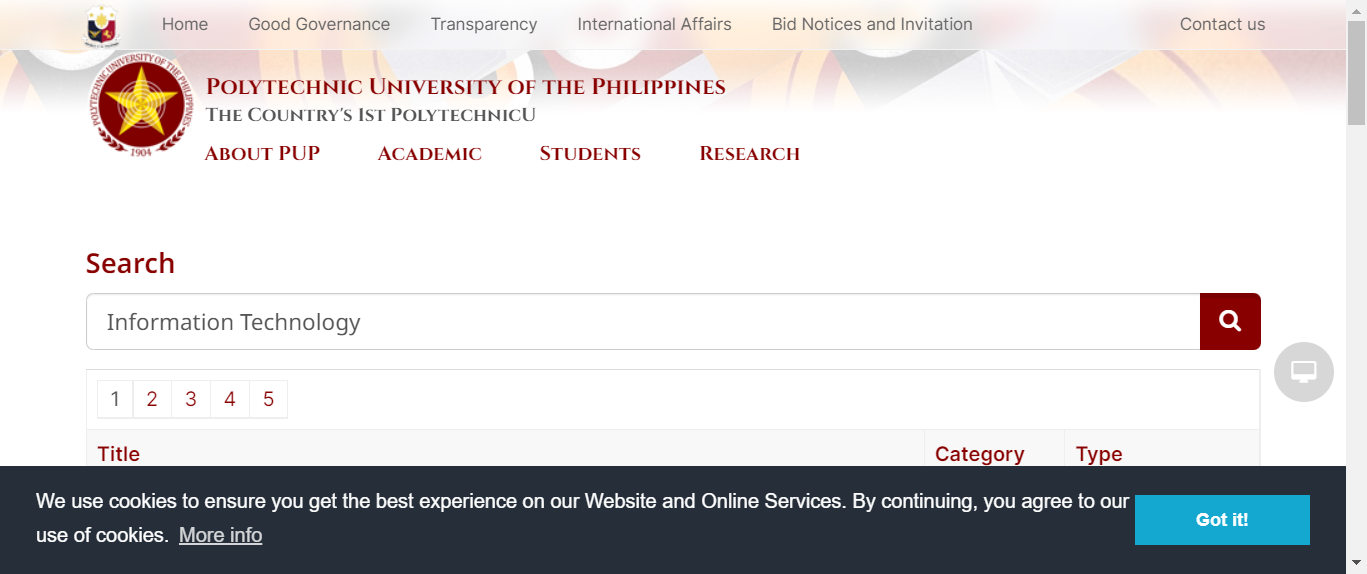 Home Good Governance Transparency International Affairs Bid Notices and Invitation Contact us
POLYTECHNIC UNIVERSITY OF THE PHILIPPINES
Polytechnic University of the Philippines
The Country's 1st PolytechnicU
1904
About PUP Academic Students Research
Search
Information Technology
1 2 3 4 5
Title Category Type
We use cookies to ensure you get the best experience on our Website and Online Services. By continuing, you agree to our
use of cookies. More info
Got it!